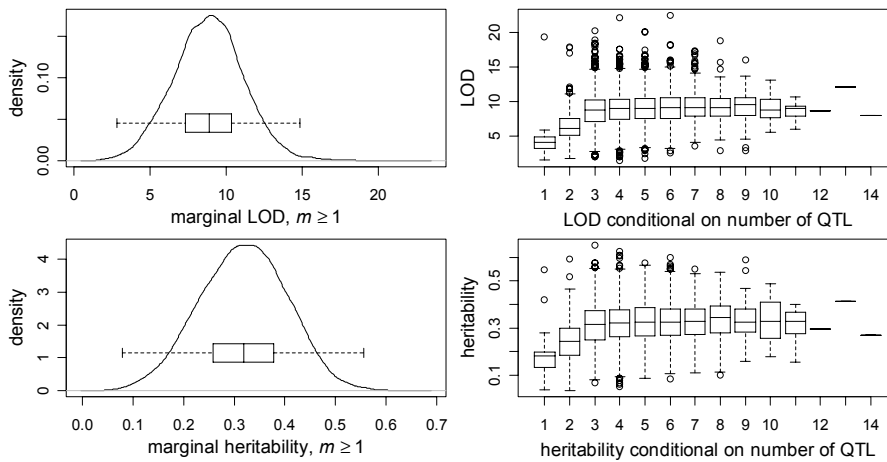 density
0.00
0.10
0
5
10
15
20
marginal LOD, m ≥ 1
LOD
5
10
15
20
1 2 3 4 5 6 7 8 9 10 12 14
LOD conditional on number of QTL
density
0
1
2
3
4
0.0 0.1 0.2 0.3 0.4 0.5 0.6 0.7
marginal heritability, m ≥ 1
heritability
0.1
0.3
0.5
1 2 3 4 5 6 7 8 9 10 12 14
heritability conditional on number of QTL